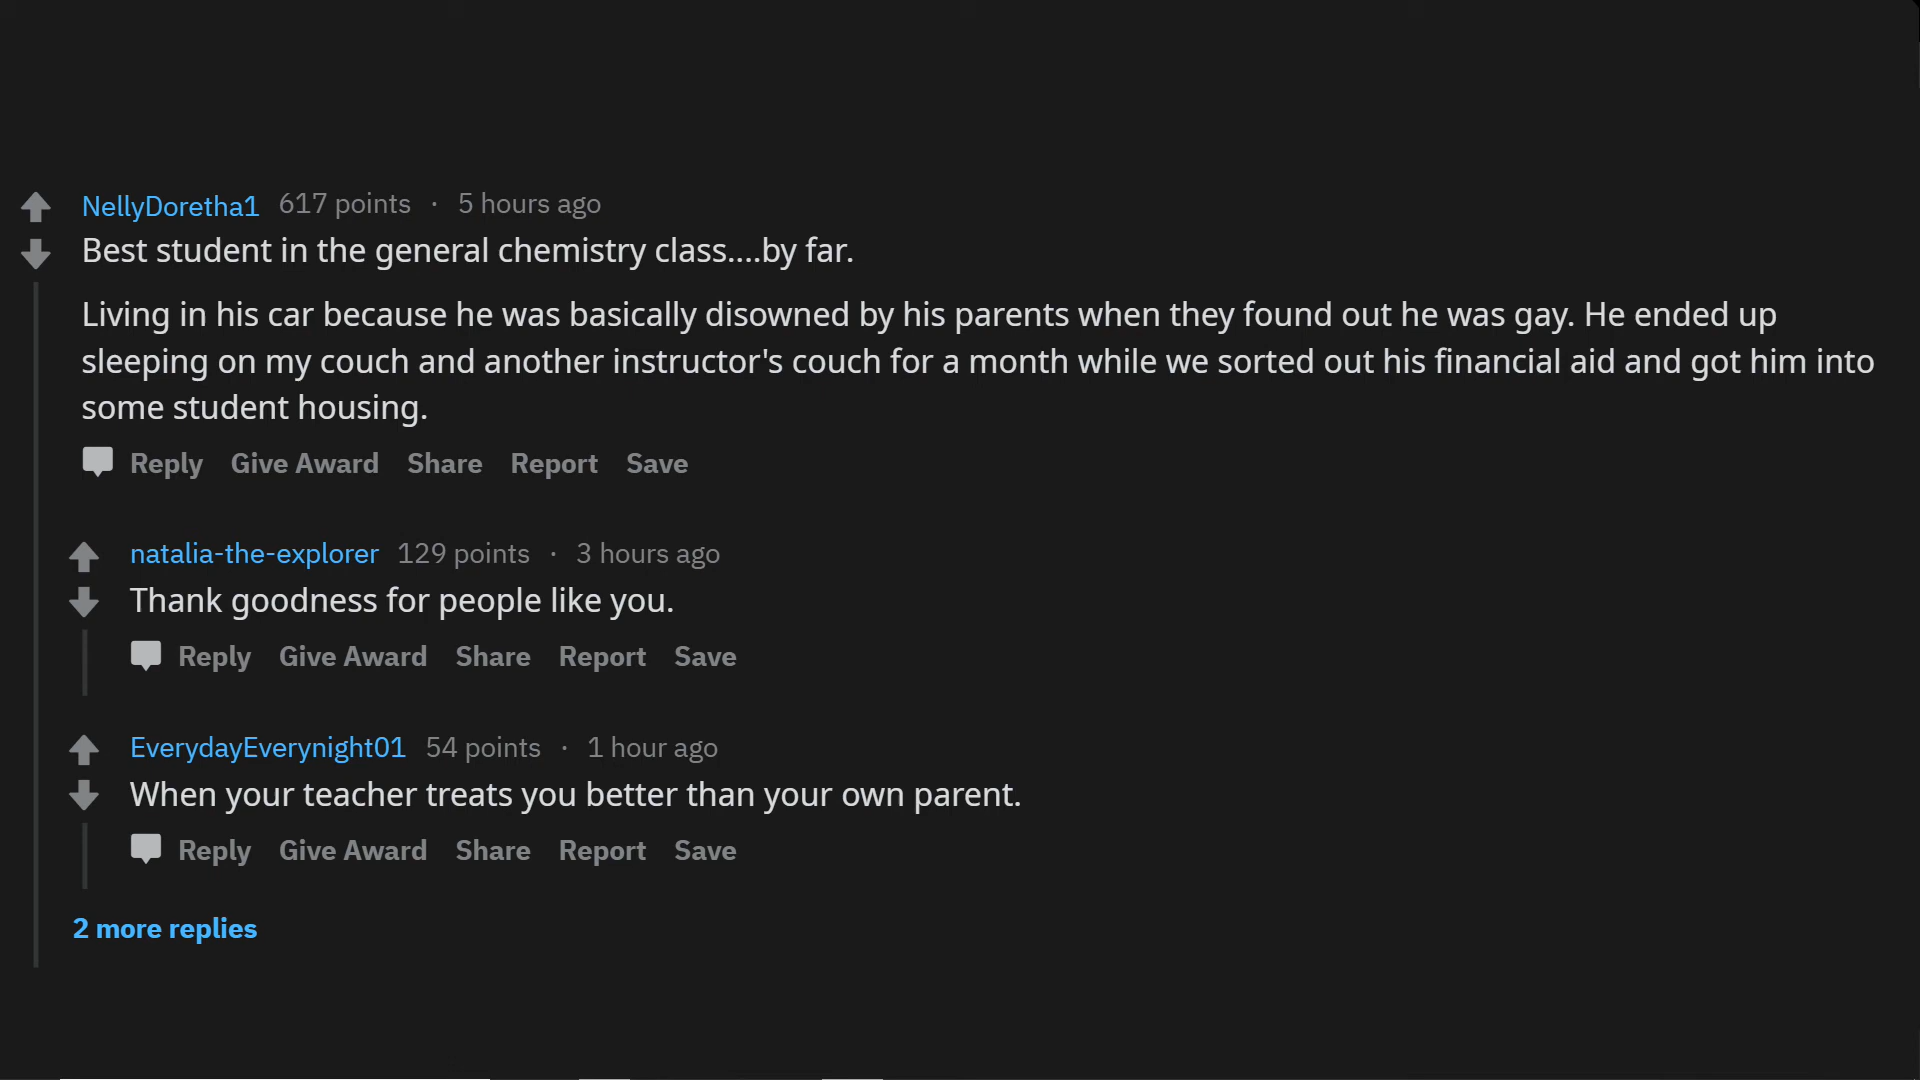 NellyDoretha1 617 points · 5 hours ago
Best student in the general chemistry class....by far.
Living in his car because he was basically disowned by his parents when they found out he was gay. He ended up
sleeping on my couch and another instructor's couch for a month while we sorted out his financial aid and got him into
some student housing.
Reply Give Award Share Report Save
natalia-the-explorer 129 points · 3 hours ago
Thank goodness for people like you.
Reply Give Award Share Report Save
EverydayEverynight01 54 points · 1 hour ago
When your teacher treats you better than your own parent.
Reply Give Award Share Report Save
2 more replies